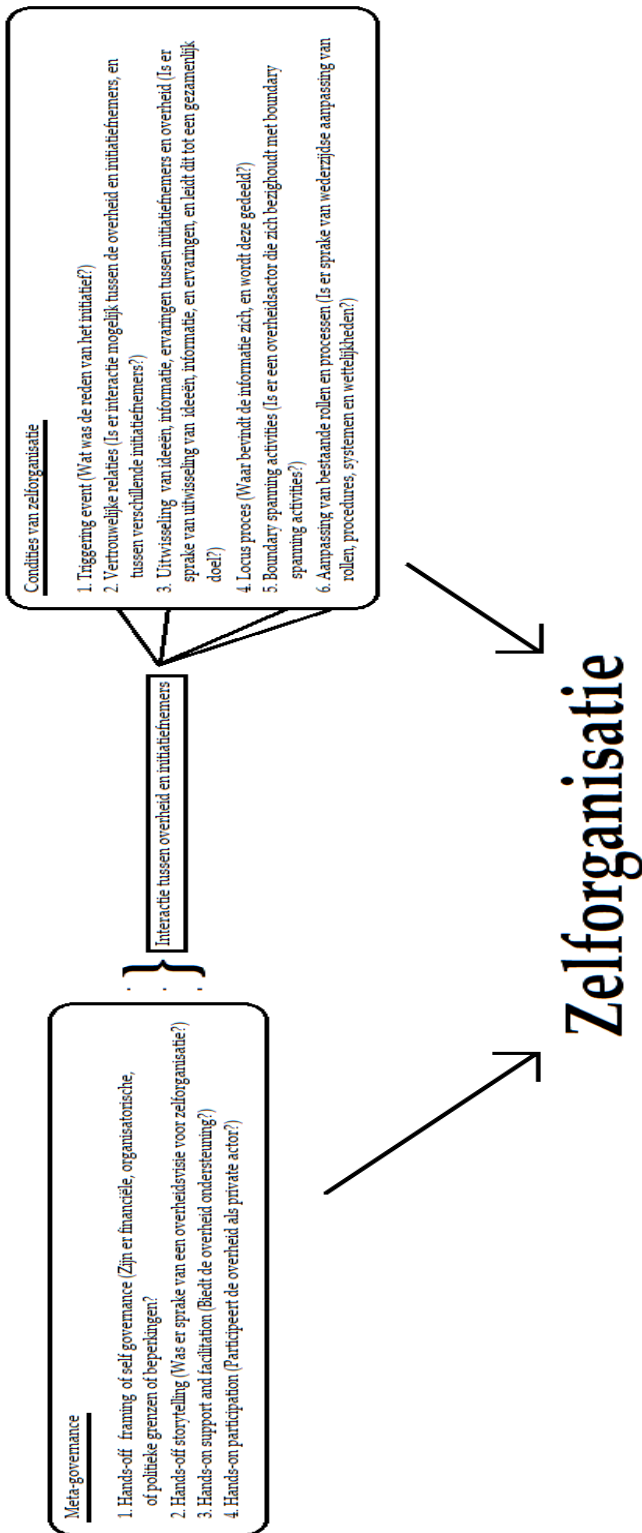 Meta-governance
1. Hands-off framing of self governance (Zijn er financiële, organisatorische,
of politieke grenzen of beperkingen?
2. Hands-off storytelling (Was er sprake van een overheidsvisie voor zelforganisatie?)
3. Hands-on support and facilitation (Biedt de overheid ondersteuning?)
4. Hands-on participation (Participeert de overheid als private actor?)
Interactie tussen overheid en initiatiefnemers
Condities van zelforganisatie
1. Triggering event (Wat was de reden van het initiatief?)
2. Vertrouwelijke relaties (Is er interactie mogelijk tussen de overheid en initiatiefnemers, en
tussen verschillende initiatiefnemers?)
3. Uitwisseling van ideeën, informatie, ervaringen tussen initiatiefnemers en overheid (Is er
sprake van uitwisseling van ideeën, informatie, en ervaringen, en leidt dit tot een gezamenlijk
doel?)
4. Locus proces (Waar bevindt de informatie zich, en wordt deze gedeeld?)
5. Boundary spanning activities (Is er een overheidsactor die zich bezighoudt met boundary
spanning activities?)
6. Aanpassing van bestaande rollen en processen (Is er sprake van wederzijdse aanpassing van
rollen, procedures, systemen en wettelijkheden?)
Zelforganisatie